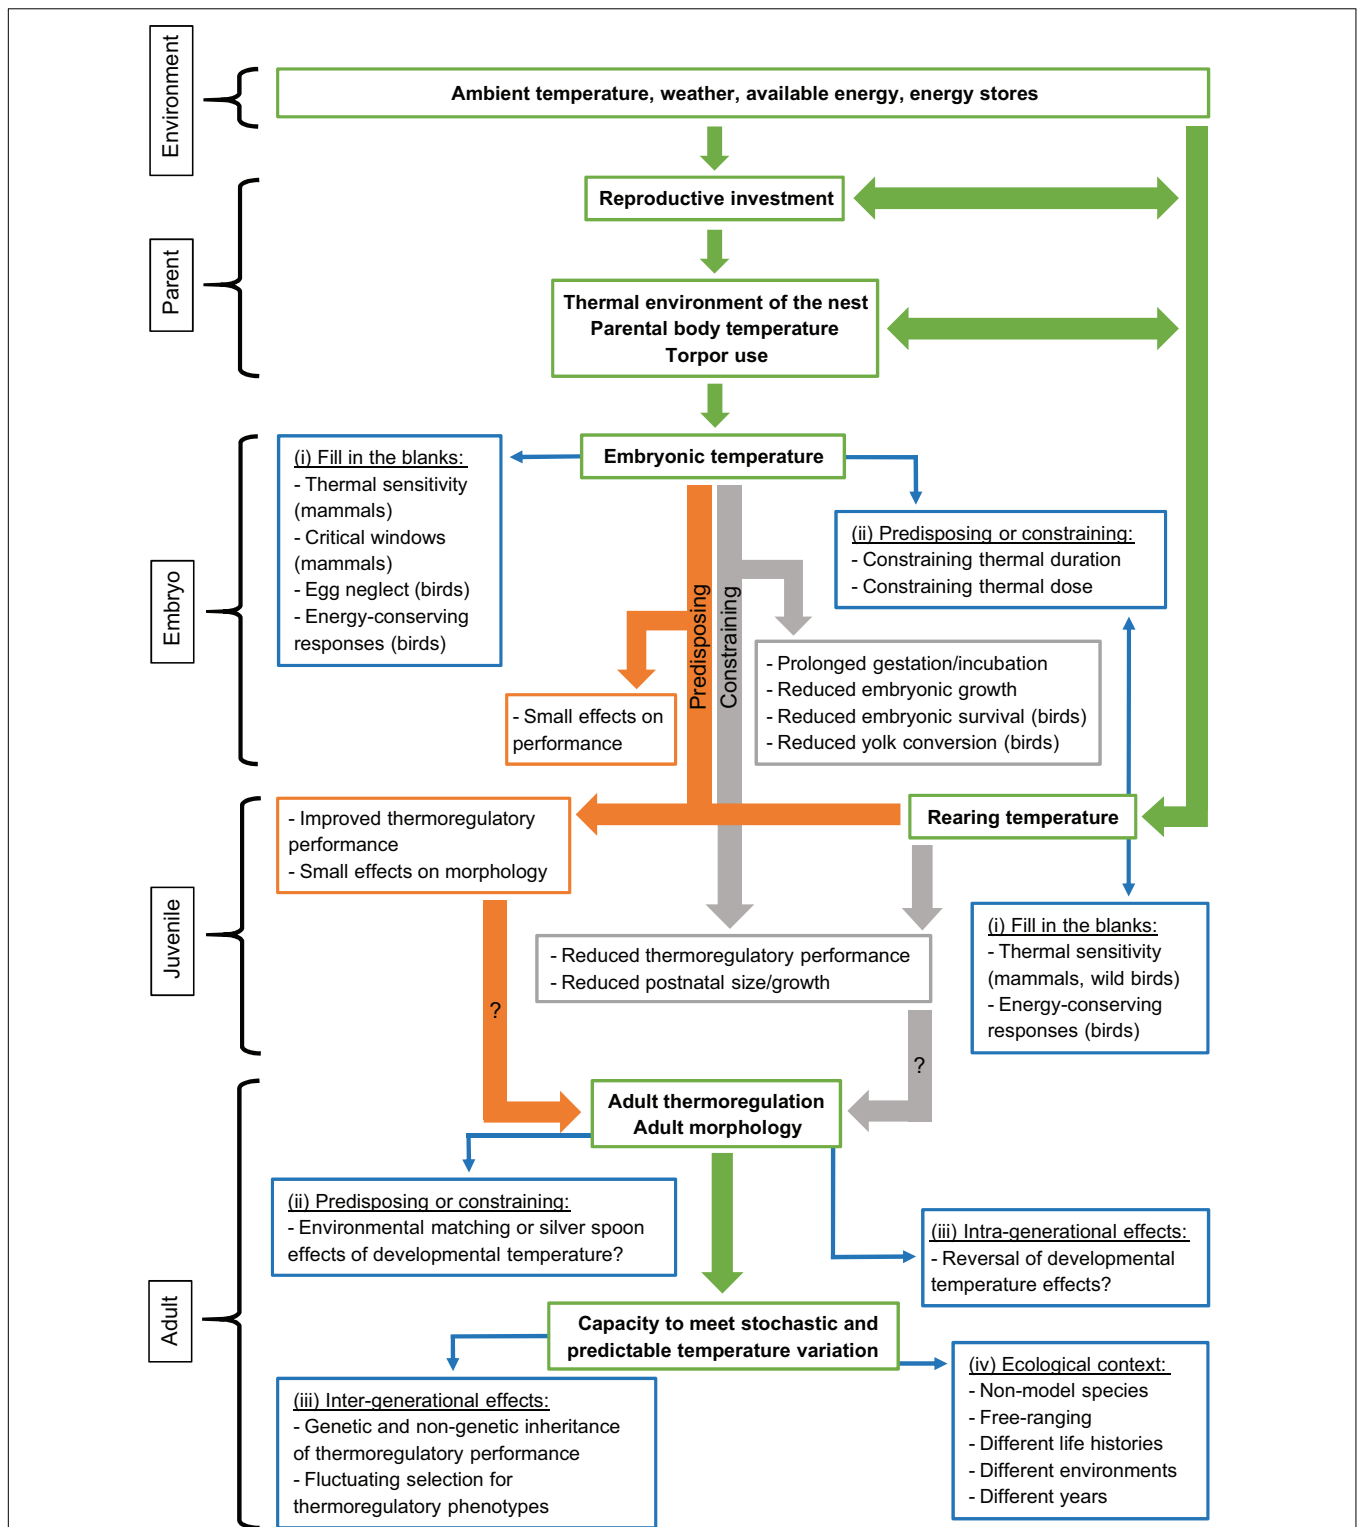 Environment
Ambient temperature, weather, available energy, energy stores
Parent
Reproductive investment
Thermal environment of the nest
Parental body temperature
Torpor use
Embryo
Embryonic temperature
(i) Fill in the blanks:
- Thermal sensitivity
(mammals)
- Critical windows
(mammals)
- Egg neglect (birds)
- Energy-conserving
responses (birds)
(ii) Predisposing or constraining:
- Constraining thermal duration
- Constraining thermal dose
Predisposing
Constraining
- Small effects on
performance
- Prolonged gestation/incubation
- Reduced embryonic growth
- Reduced embryonic survival (birds)
- Reduced yolk conversion (birds)
Juvenile
- Improved thermoregulatory
performance
- Small effects on morphology
Rearing temperature
- Reduced thermoregulatory performance
- Reduced postnatal size/growth
(i) Fill in the blanks:
- Thermal sensitivity
(mammals, wild birds)
- Energy-conserving
responses (birds)
?
?
Adult
Adult thermoregulation
Adult morphology
(ii) Predisposing or constraining:
- Environmental matching or silver spoon
effects of developmental temperature?
(iii) Intra-generational effects:
- Reversal of developmental
temperature effects?
Capacity to meet stochastic and
predictable temperature variation
(iii) Inter-generational effects:
- Genetic and non-genetic inheritance
of thermoregulatory performance
- Fluctuating selection for
thermoregulatory phenotypes
(iv) Ecological context:
- Non-model species
- Free-ranging
- Different life histories
- Different environments
- Different years